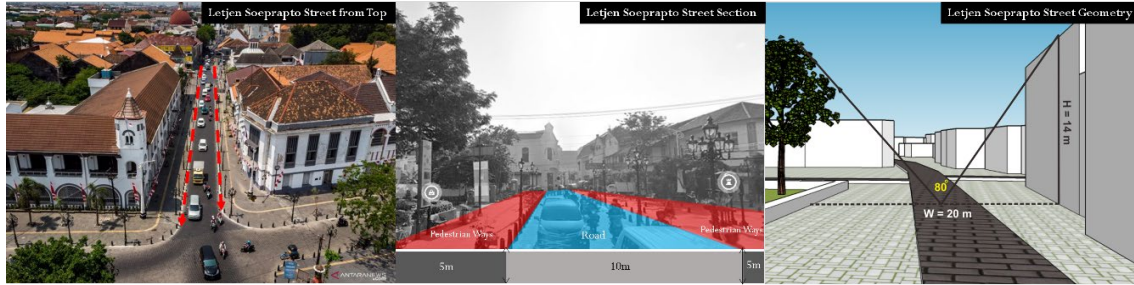 Letjen Soeprapto Street from Top
ANTARANEWS
Letjen Soeprapto Street Section
Pedestrian Ways
Road
Pedestrian Ways
5m
10m
5m
Letjen Soeprapto Street Geometry
H = 14 m
80
W = 20 m